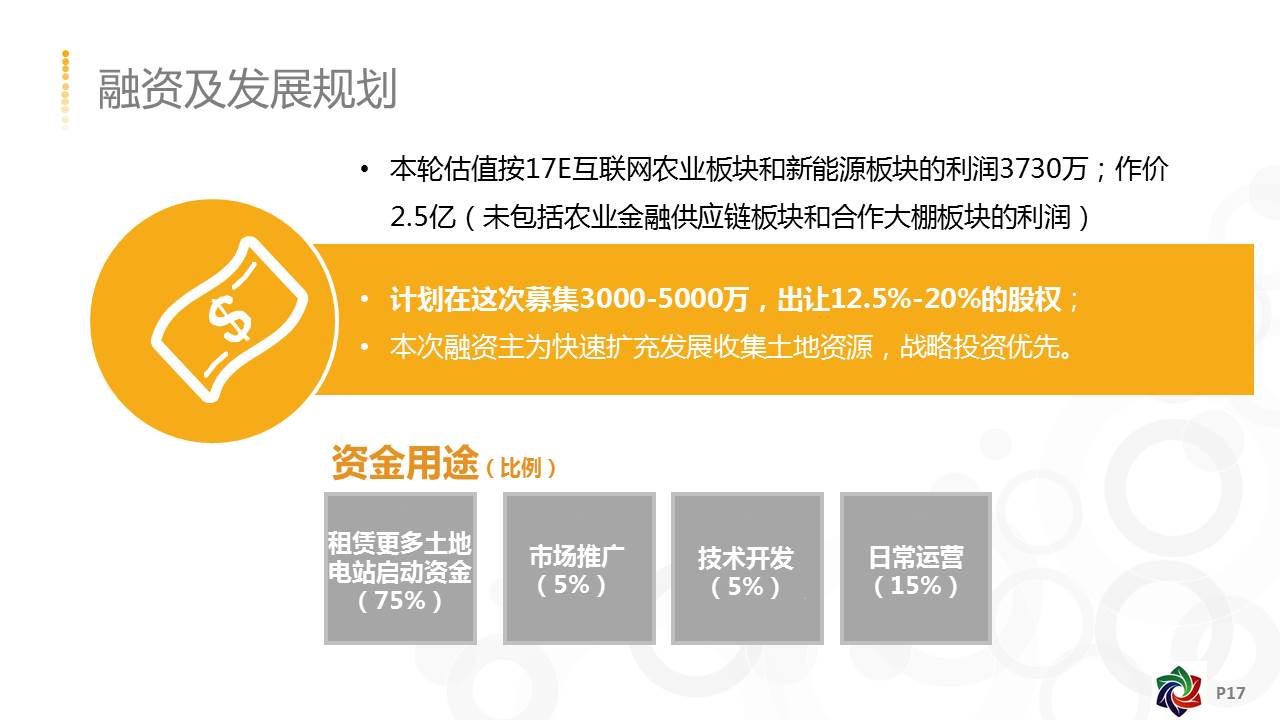 融资及发展规划
• 本轮估值按17E互联网农业板块和新能源板块的利润3730万；作价
2.5亿（未包括农业金融供应链板块和合作大棚板块的利润）
$
• 计划在这次募集3000-5000万，出让12.5%-20%的股权；
• 本次融资主为快速扩充发展收集土地资源，战略投资优先。
资金用途（比例）
租赁更多土地
电站启动资金
（75%）
市场推广
（5%）
技术开发
（5%）
日常运营
（15%）
P17